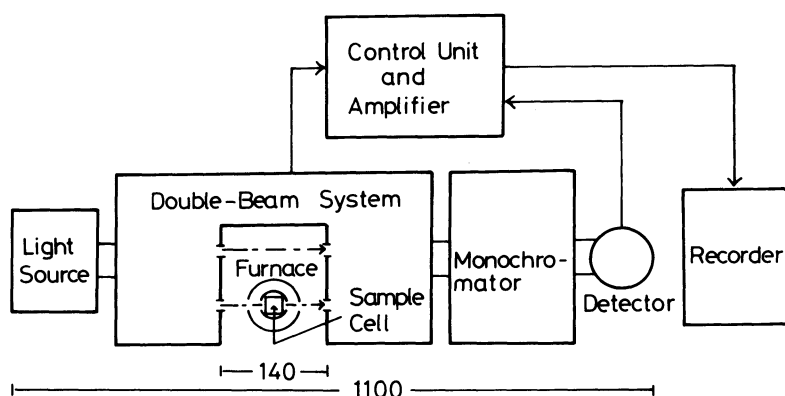 Control Unit
and
Amplifier
Double-Beam System
Light
Source
Furnace
Sample
Cell
Monochro-
mator
Detector
Recorder
140
1100